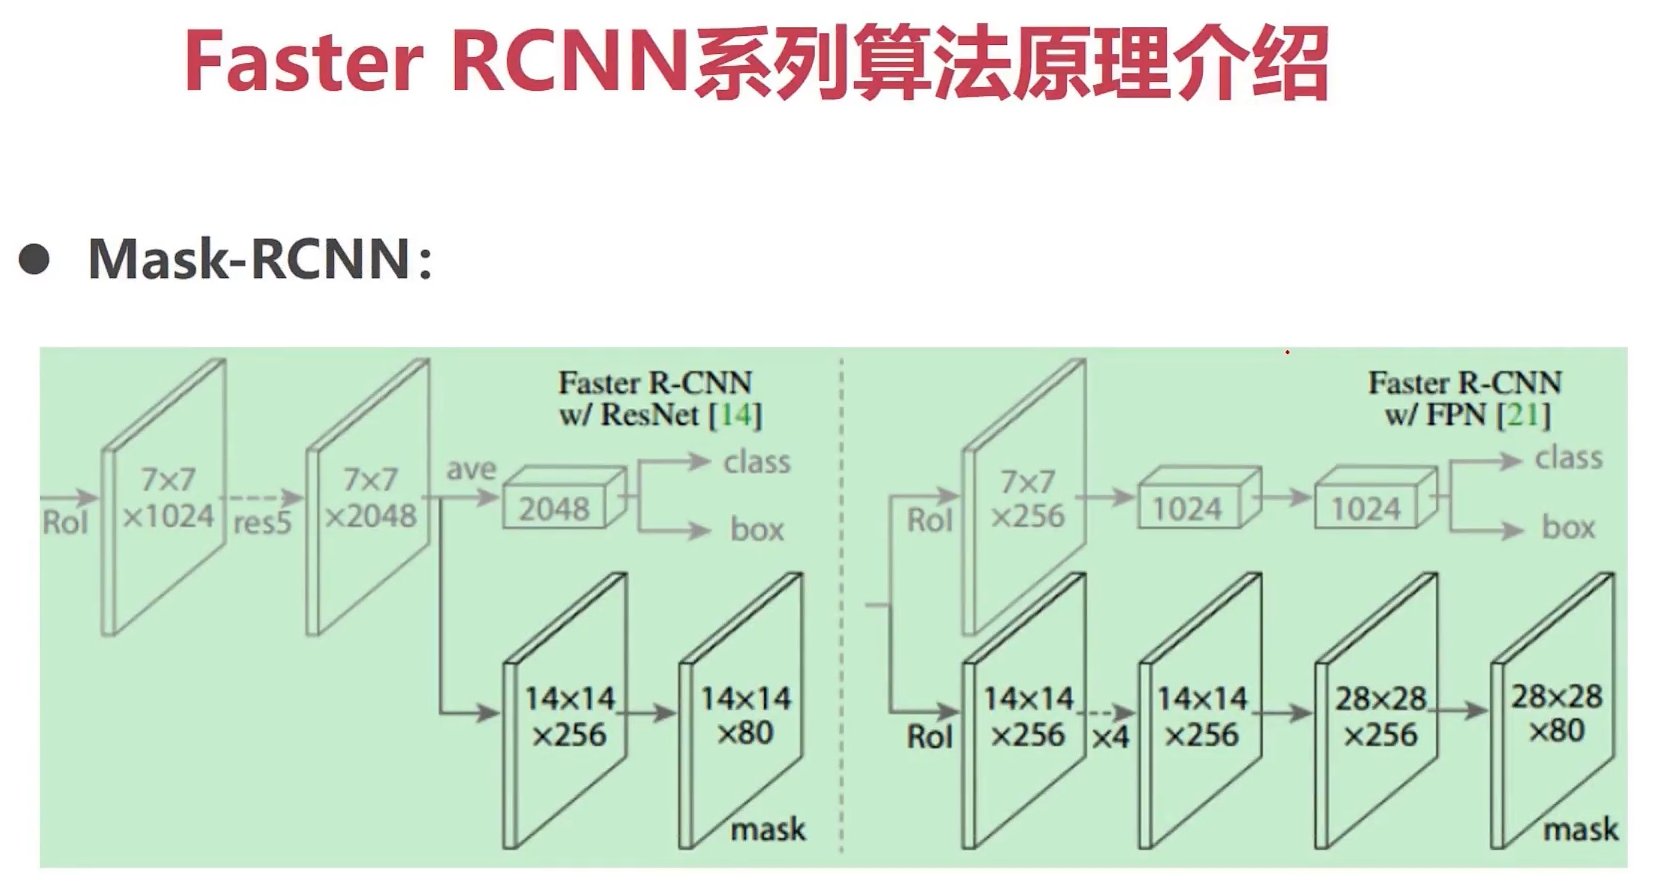 Faster RCNN系列算法原理介绍
● Mask-RCNN：
Faster R-CNN
w/ ResNet [14]
RoI
7×7
×1024
res5
7×7
×2048
ave
2048
class
box
14×14
×256
14×14
×80
mask
Faster R-CNN
w/ FPN [21]
RoI
7×7
×256
1024
1024
class
box
RoI
14×14
×256
×4
14×14
×256
28×28
×256
28×28
×80
mask